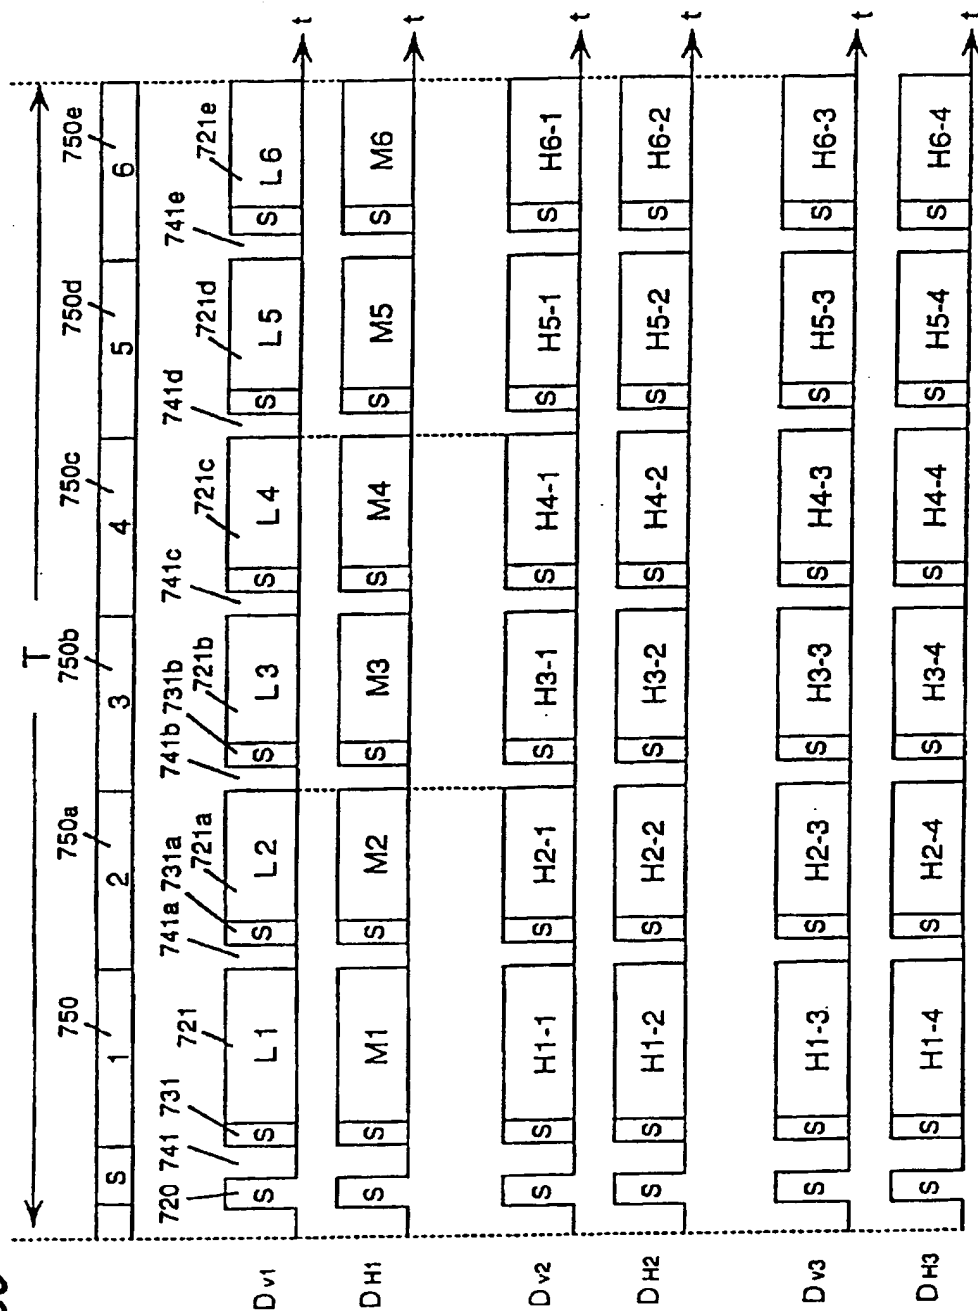 T
750 750a 750b 750c 750d 750e
S 1 2 3 4 5 6
720 741 731 721 741a 731a 721a 741b 731b 721b 741c 721c 741d 721d 741e 721e
Dv1 S S L1 S L2 S L3 S L4 S L5 S L6 t
DH1 S S M1 S M2 S M3 S M4 S M5 S M6 t
Dv2 S S H1-1 S H2-1 S H3-1 S H4-1 S H5-1 S H6-1 t
DH2 S S H1-2 S H2-2 S H3-2 S H4-2 S H5-2 S H6-2 t
Dv3 S S H1-3 S H2-3 S H3-3 S H4-3 S H5-3 S H6-3 t
DH3 S S H1-4 S H2-4 S H3-4 S H4-4 S H5-4 S H6-4 t